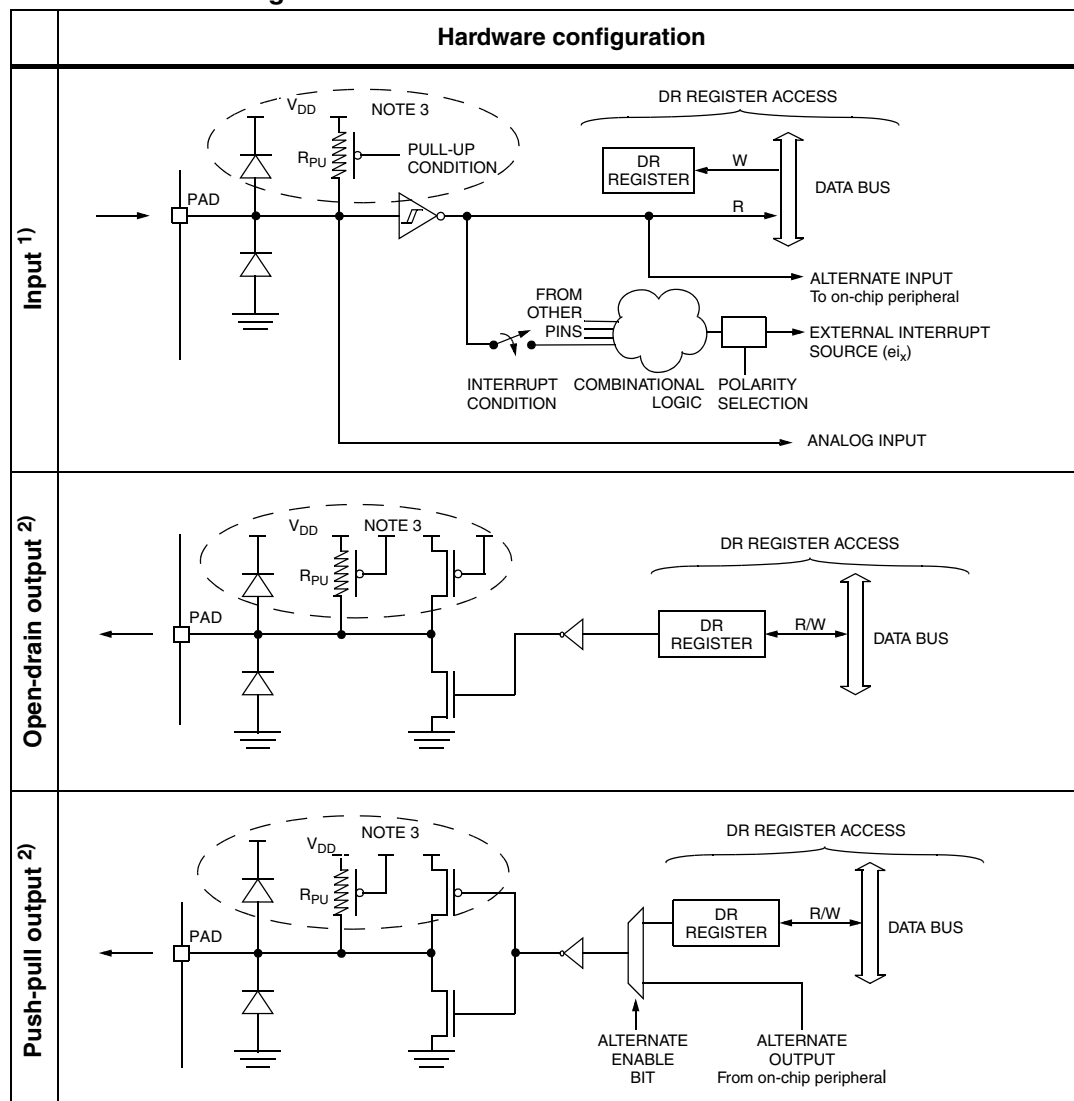 Hardware configuration
Input 1)
VDD
NOTE 3
RPU
PULL-UP
CONDITION
PAD
DR REGISTER ACCESS
DR
REGISTER
W
R
DATA BUS
ALTERNATE INPUT
To on-chip peripheral
FROM
OTHER
PINS
EXTERNAL INTERRUPT
SOURCE (eix)
INTERRUPT
CONDITION
COMBINATIONAL
LOGIC
POLARITY
SELECTION
ANALOG INPUT
Open-drain output 2)
VDD
NOTE 3
RPU
PAD
DR REGISTER ACCESS
DR
REGISTER
R/W
DATA BUS
Push-pull output 2)
VDD
NOTE 3
RPU
PAD
DR REGISTER ACCESS
DR
REGISTER
R/W
DATA BUS
ALTERNATE
ENABLE
BIT
ALTERNATE
OUTPUT
From on-chip peripheral